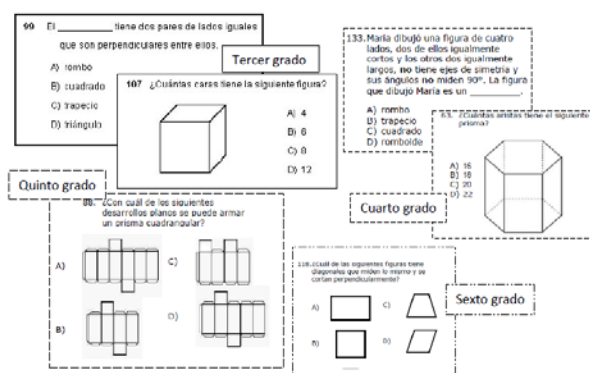 99 El ________ tiene dos pares de lados iguales
que son perpendiculares entre ellos.
A) rombo
B) cuadrado
C) trapecio
D) triángulo
Tercer grado
107 ¿Cuántas caras tiene la siguiente figura?
A) 4
B) 6
C) 8
D) 12
133. María dibujó una figura de cuatro
lados, dos de ellos igualmente
cortos y los otros dos igualmente
largos, no tiene ejes de simetría y
sus ángulos no miden 90°. La figura
que dibujó María es un ________.
A) rombo
B) trapecio
C) cuadrado
D) romboide
63. ¿Cuántas aristas tiene el siguiente
prisma?
A) 16
B) 18
C) 20
D) 22
Cuarto grado
Quinto grado
88. ¿Con cuál de los siguientes
desarrollos planos se puede armar
un prisma cuadrangular?
A)
C)
B)
D)
118. ¿Cuál de las siguientes figuras tiene
diagonales que miden lo mismo y se
cortan perpendicularmente?
A)
C)
B)
D)
Sexto grado